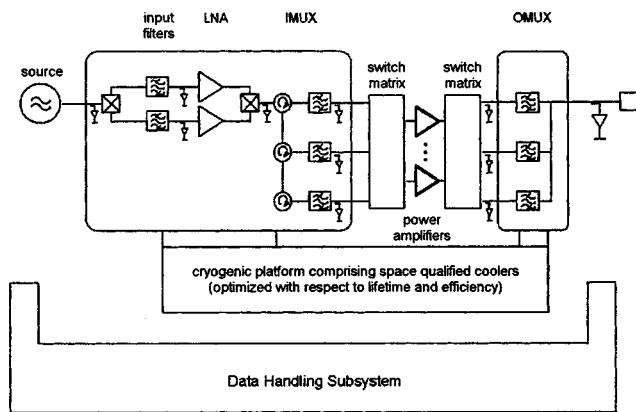 input filters LNA IMUX OMUX
source
switch matrix
switch matrix
power amplifiers
cryogenic platform comprising space qualified coolers
(optimized with respect to lifetime and efficiency)
Data Handling Subsystem